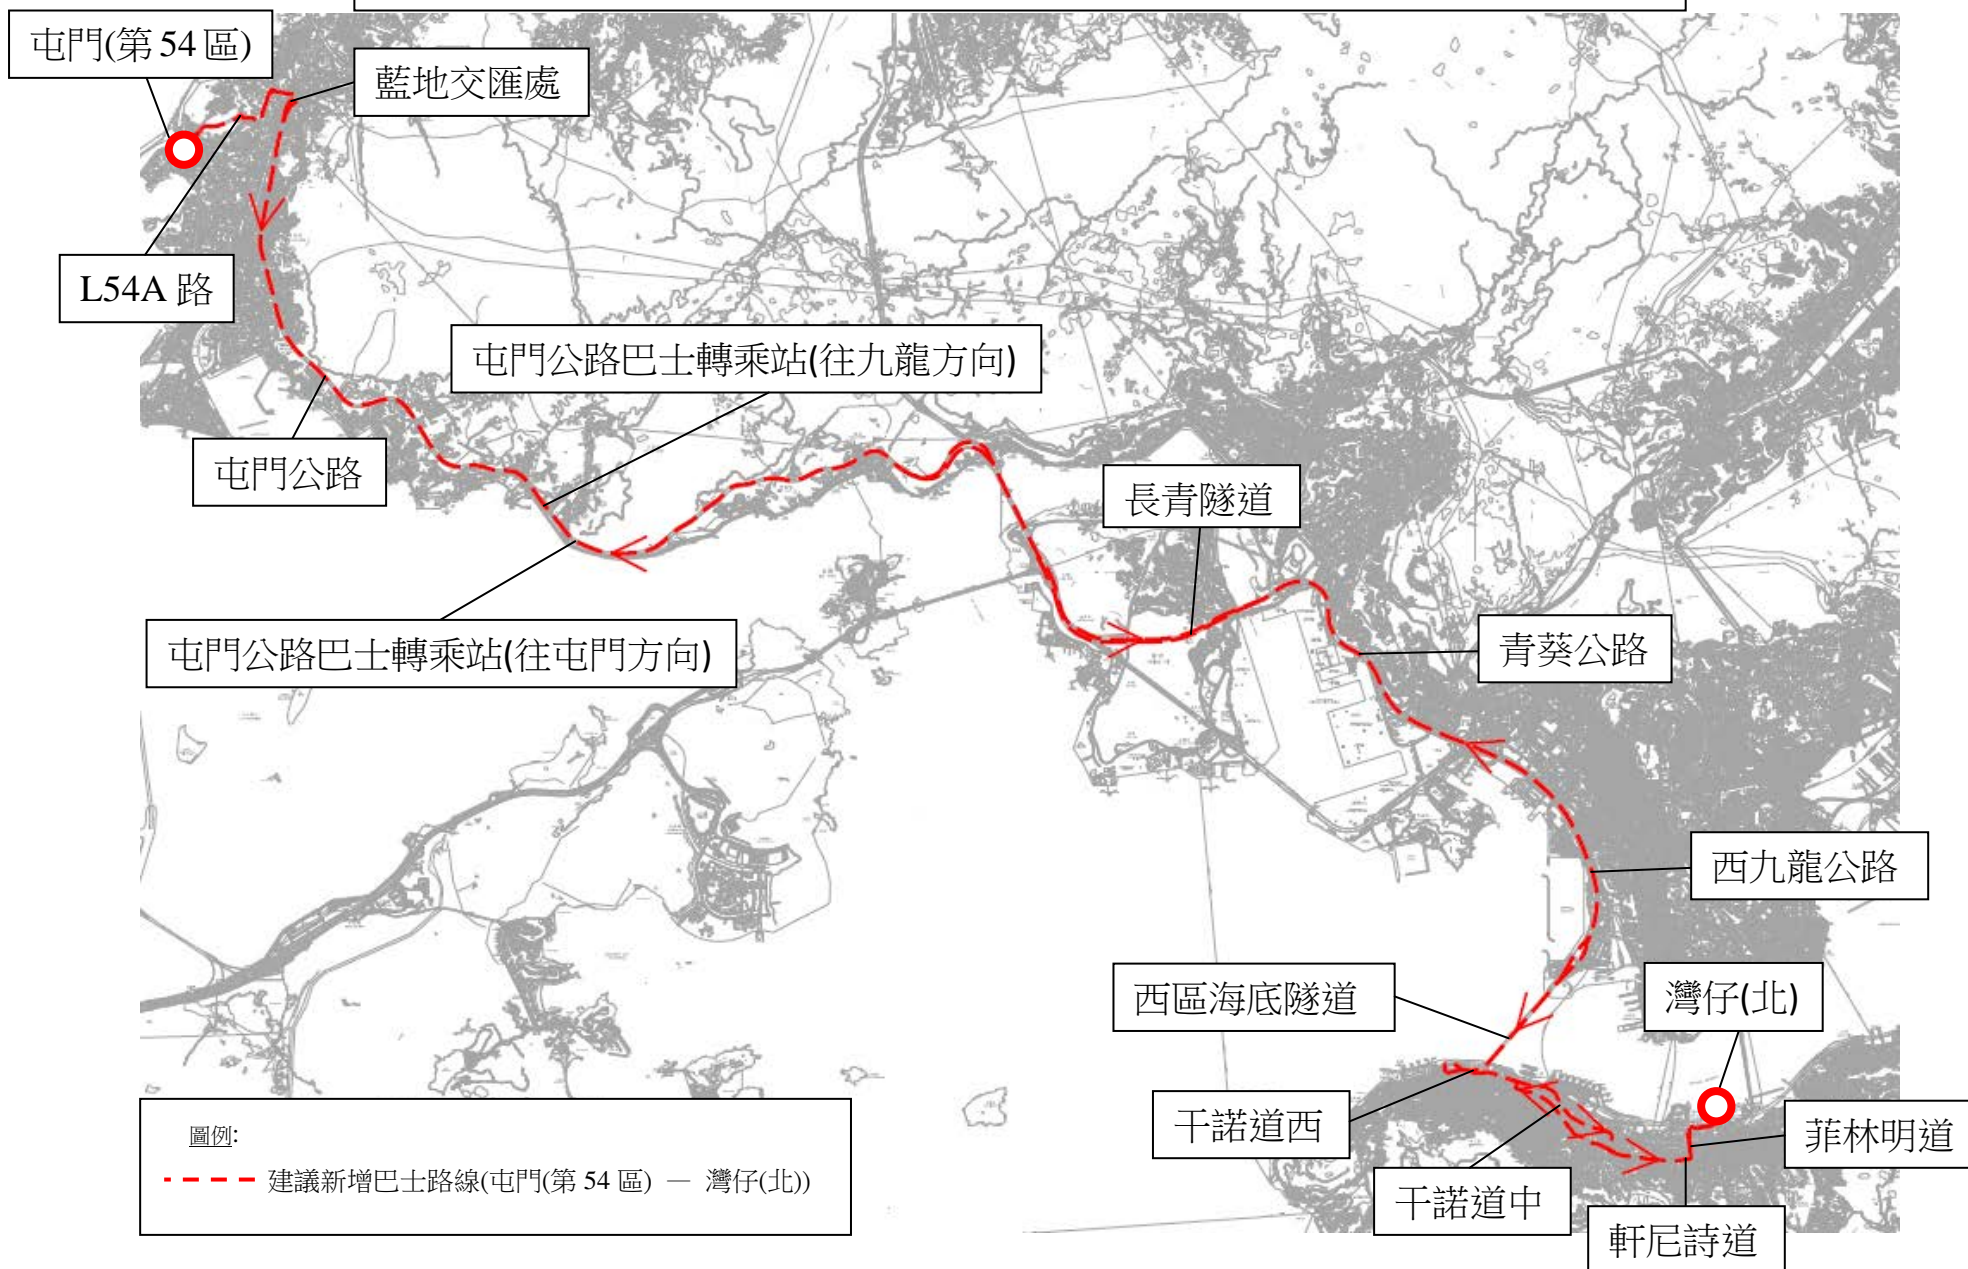 屯門(第 54 區)
藍地交匯處
L54A 路
屯門公路巴士轉乘站(往九龍方向)
屯門公路
長青隧道
屯門公路巴士轉乘站(往屯門方向)
青葵公路
西九龍公路
西區海底隧道
灣仔(北)
干諾道西
菲林明道
干諾道中
軒尼詩道
圖例:
建議新增巴士路線(屯門(第 54 區) — 灣仔(北))